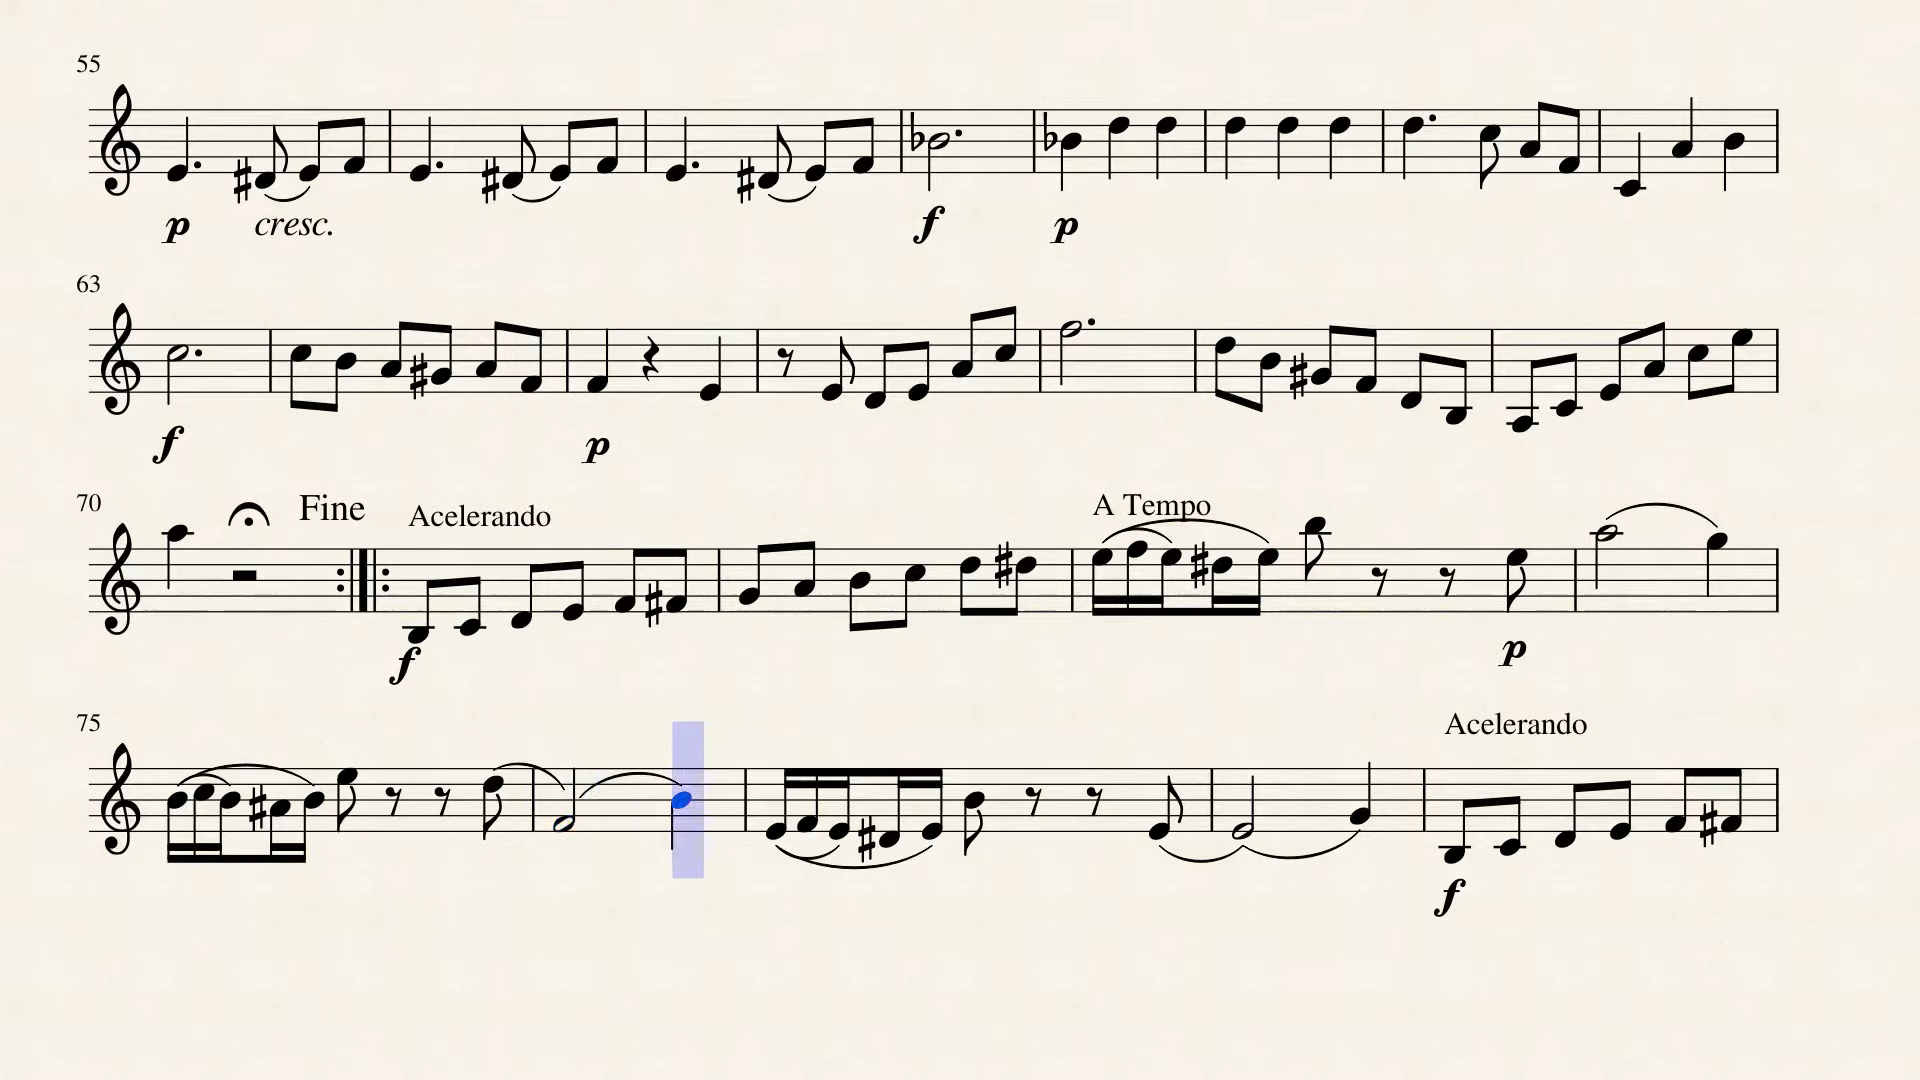 55
p cresc. f p
63
f p
70 Fine Acelerando A Tempo
f p
75 Acelerando
f